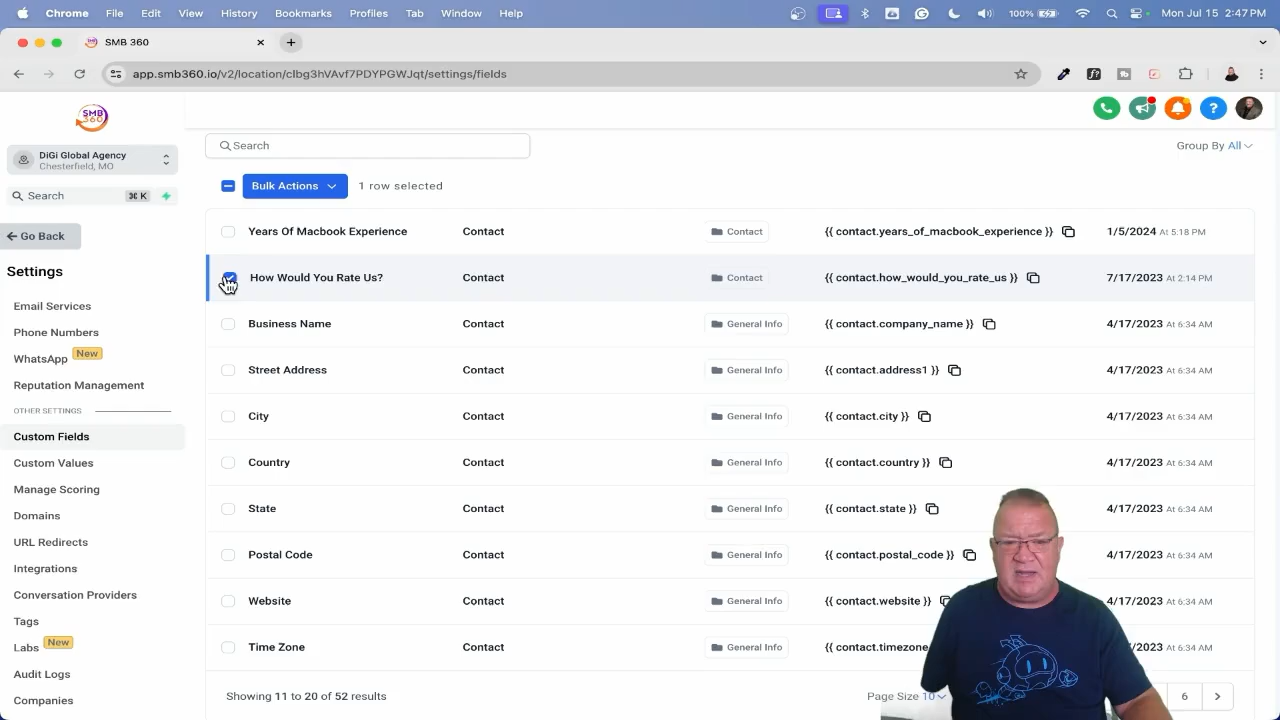 Chrome File Edit View History Bookmarks Profiles Tab Window Help 100% Mon Jul 15 2:47 PM
SMB 360
app.smb360.io/v2/location/clbg3hVAvf7PDYPGWJqt/settings/fields
SMB
360
DiGi Global Agency
Chesterfield, MO
Search ⌘ K
Go Back
Settings
Email Services
Phone Numbers
WhatsApp New
Reputation Management
OTHER SETTINGS
Custom Fields
Custom Values
Manage Scoring
Domains
URL Redirects
Integrations
Conversation Providers
Tags
Labs New
Audit Logs
Companies
Search Group By All
Bulk Actions 1 row selected
Years Of Macbook Experience Contact Contact {{ contact.years_of_macbook_experience }} 1/5/2024 At 5:18 PM
How Would You Rate Us? Contact Contact {{ contact.how_would_you_rate_us }} 7/17/2023 At 2:14 PM
Business Name Contact General Info {{ contact.company_name }} 4/17/2023 At 6:34 AM
Street Address Contact General Info {{ contact.address1 }} 4/17/2023 At 6:34 AM
City Contact General Info {{ contact.city }} 4/17/2023 At 6:34 AM
Country Contact General Info {{ contact.country }} 4/17/2023 At 6:34 AM
State Contact General Info {{ contact.state }} 4/17/2023 At 6:34 AM
Postal Code Contact General Info {{ contact.postal_code }} 4/17/2023 At 6:34 AM
Website Contact General Info {{ contact.website }} 4/17/2023 At 6:34 AM
Time Zone Contact General Info {{ contact.timezone /2023 At 6:34 AM
Showing 11 to 20 of 52 results Page Size 10 6